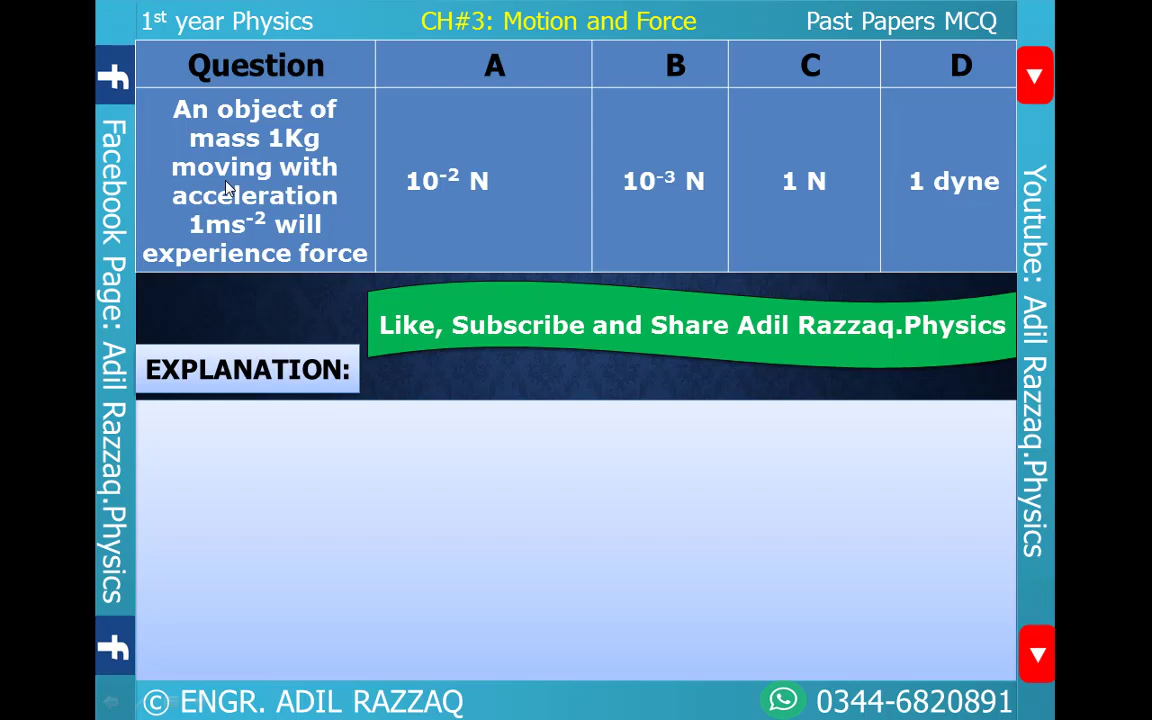 1st year Physics CH#3: Motion and Force Past Papers MCQ
Question A B C D
An object of
mass 1Kg
moving with
acceleration
1ms⁻² will
experience force
10⁻² N 10⁻³ N 1 N 1 dyne
Like, Subscribe and Share Adil Razzaq.Physics
EXPLANATION:
Facebook Page: Adil Razzaq.Physics
Youtube: Adil Razzaq.Physics
© ENGR. ADIL RAZZAQ 0344-6820891